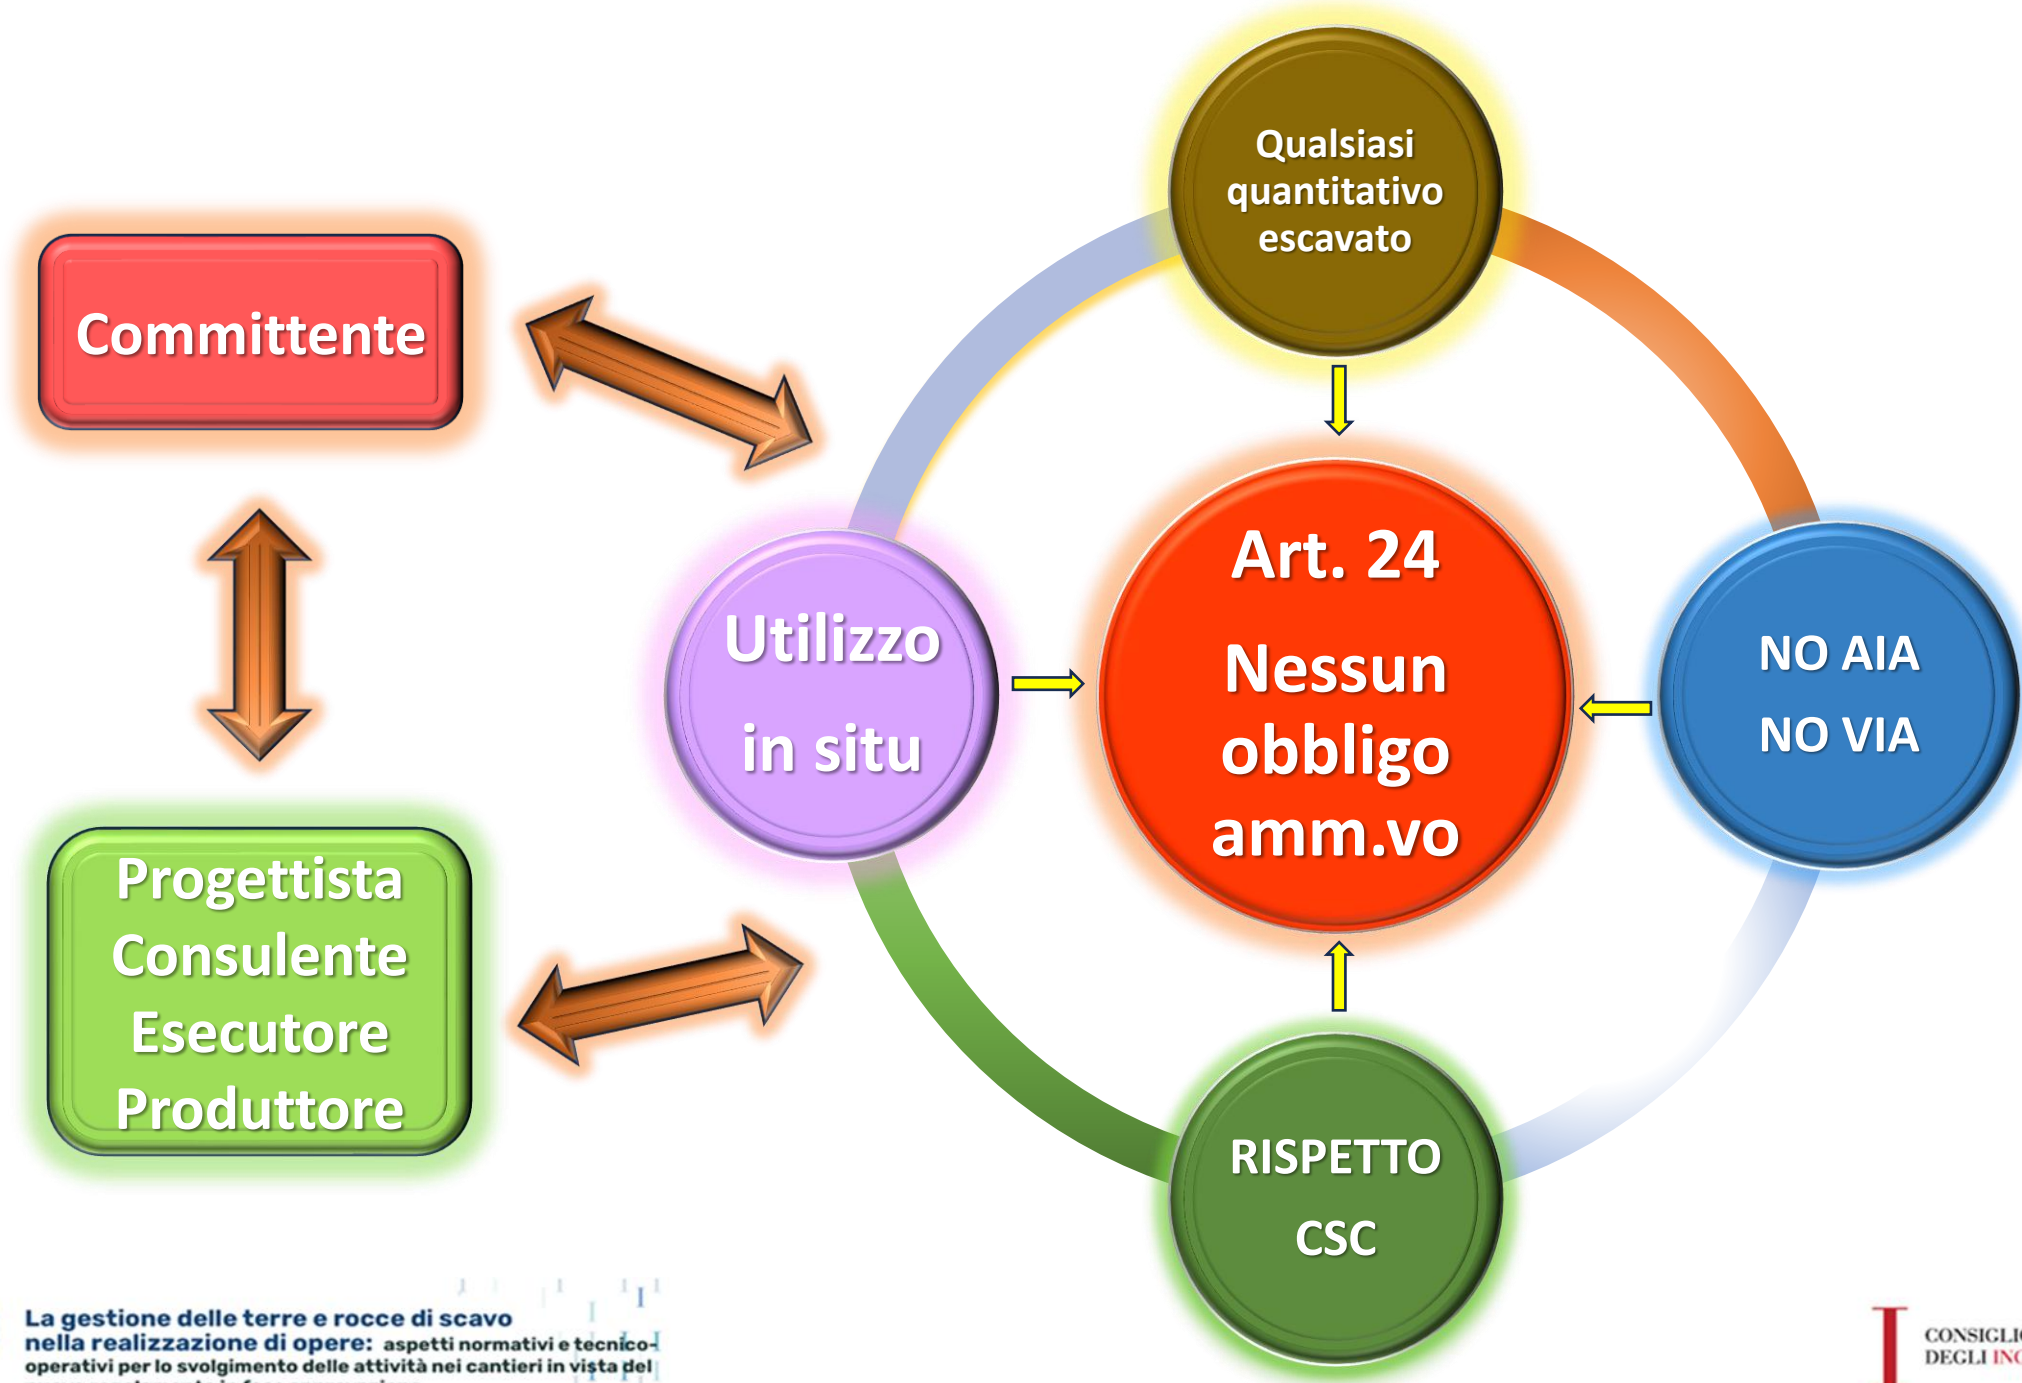 Qualsiasi
quantitativo
escavato
Committente
Art. 24
Nessun
obbligo
amm.vo
Utilizzo
in situ
NO AIA
NO VIA
Progettista
Consulente
Esecutore
Produttore
RISPETTO
CSC
La gestione delle terre e rocce di scavo
nella realizzazione di opere: aspetti normativi e tecnico-
operativi per lo svolgimento delle attività nei cantieri in vista del
CONSIGLIO
DEGLI